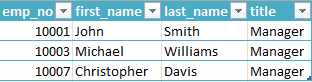 emp_no first_name last_name title
10001 John Smith Manager
10003 Michael Williams Manager
10007 Christopher Davis Manager